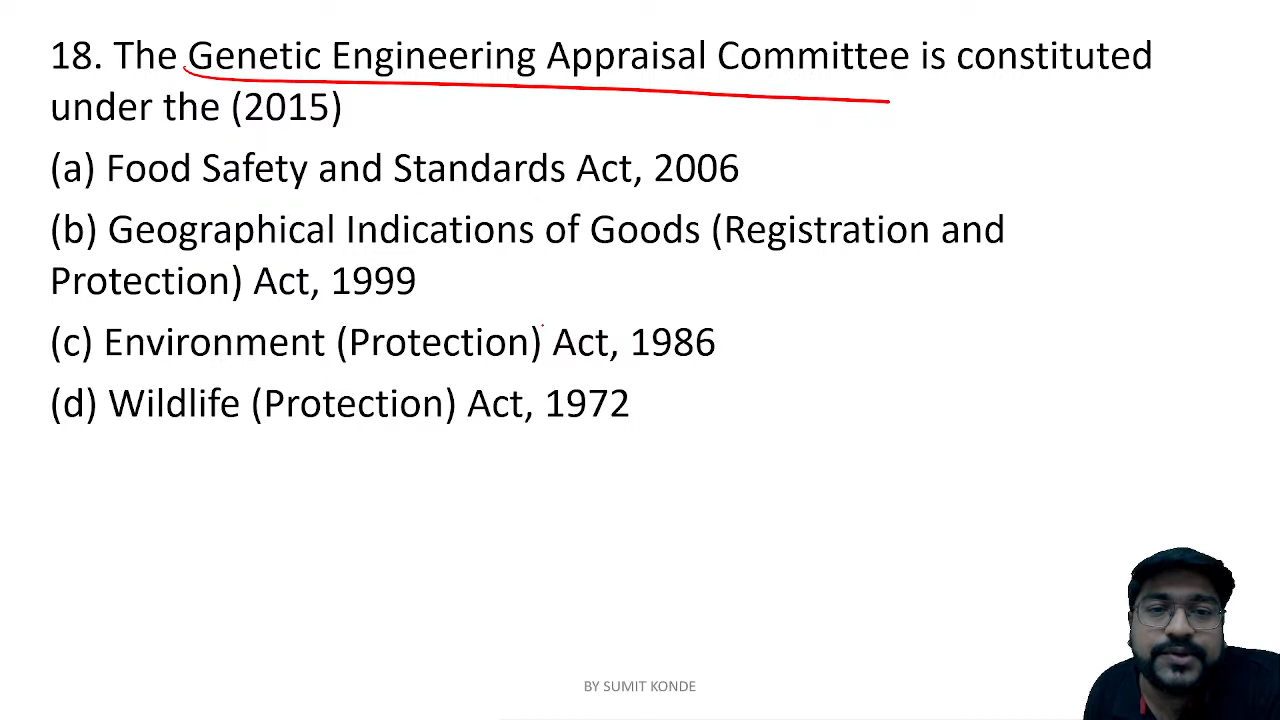 18. The Genetic Engineering Appraisal Committee is constituted
under the (2015)
(a) Food Safety and Standards Act, 2006
(b) Geographical Indications of Goods (Registration and
Protection) Act, 1999
(c) Environment (Protection) Act, 1986
(d) Wildlife (Protection) Act, 1972
BY SUMIT KONDE